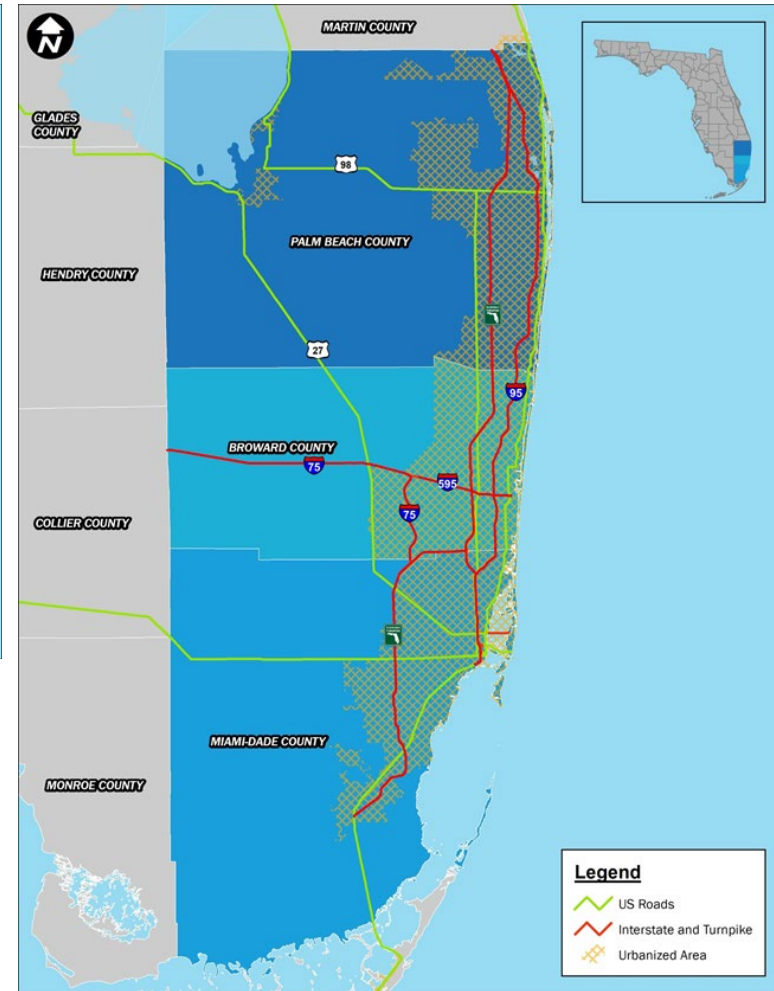 N
MARTIN COUNTY
GLADES
COUNTY
98
PALM BEACH COUNTY
HENDRY COUNTY
27
95
BROWARD COUNTY
75
595
75
COLLIER COUNTY
MIAMI-DADE COUNTY
MONROE COUNTY
Legend
US Roads
Interstate and Turnpike
Urbanized Area